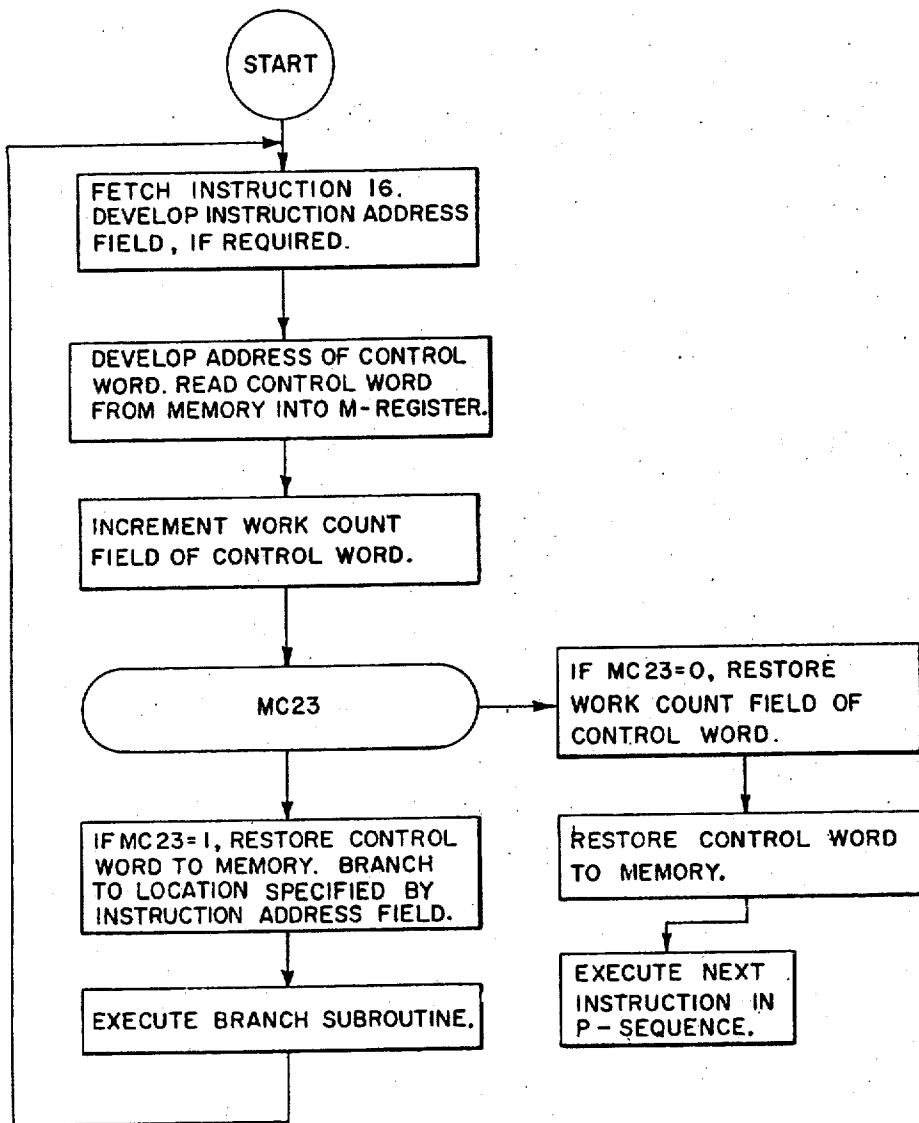 START
FETCH INSTRUCTION 16.
DEVELOP INSTRUCTION ADDRESS
FIELD, IF REQUIRED.
DEVELOP ADDRESS OF CONTROL
WORD. READ CONTROL WORD
FROM MEMORY INTO M-REGISTER.
INCREMENT WORK COUNT
FIELD OF CONTROL WORD.
MC23
IF MC23=0, RESTORE
WORK COUNT FIELD OF
CONTROL WORD.
IF MC23=1, RESTORE CONTROL
WORD TO MEMORY. BRANCH
TO LOCATION SPECIFIED BY
INSTRUCTION ADDRESS FIELD.
RESTORE CONTROL WORD
TO MEMORY.
EXECUTE BRANCH SUBROUTINE.
EXECUTE NEXT
INSTRUCTION IN
P-SEQUENCE.